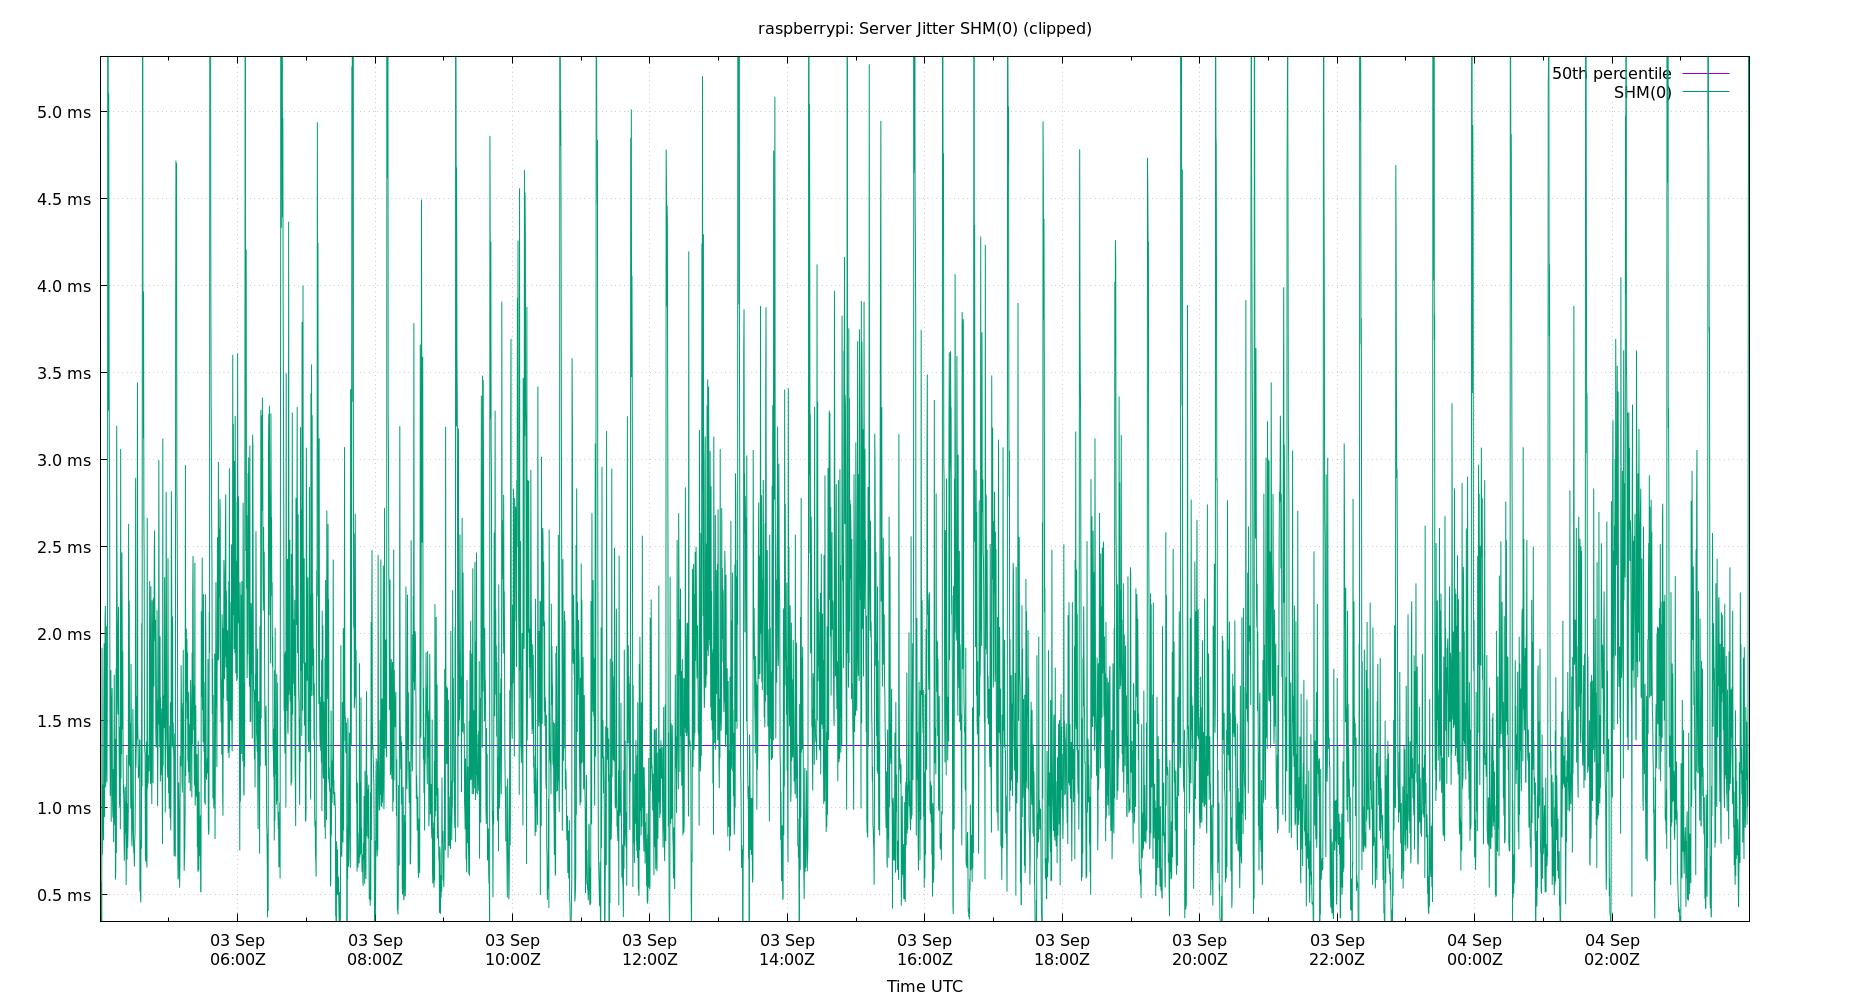 raspberrypi: Server Jitter SHM(0) (clipped)
50th percentile
SHM(0)
5.0 ms
4.5 ms
4.0 ms
3.5 ms
3.0 ms
2.5 ms
2.0 ms
1.5 ms
1.0 ms
0.5 ms
03 Sep 03 Sep 03 Sep 03 Sep 03 Sep 03 Sep 03 Sep 03 Sep 03 Sep 04 Sep 04 Sep
06:00Z 08:00Z 10:00Z 12:00Z 14:00Z 16:00Z 18:00Z 20:00Z 22:00Z 00:00Z 02:00Z
Time UTC